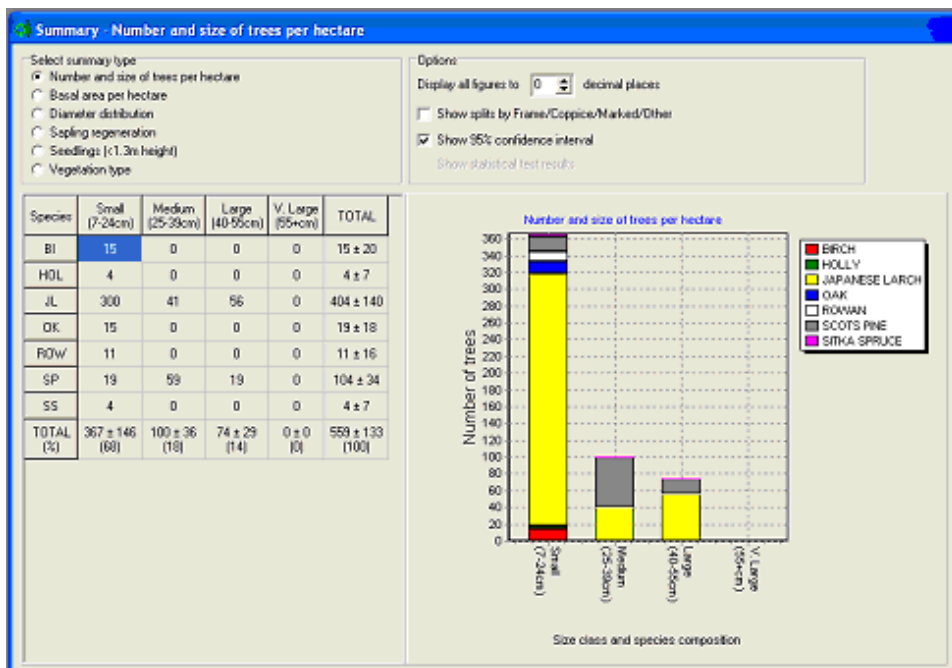 Summary - Number and size of trees per hectare
Select summary type
Number and size of trees per hectare
Basal area per hectare
Diameter distribution
Sapling regeneration
Seedlings (<1.3m height)
Vegetation type
Options
Display all figures to 0 decimal places
Show splits by Frame/Coppice/Marked/Other
Show 95% confidence interval
Show statistical test results
Species Small (7-24cm) Medium (25-39cm) Large (40-55cm) V. Large (55+cm) TOTAL
BI 15 0 0 0 15 ± 20
HOL 4 0 0 0 4 ± 7
JL 300 41 56 0 404 ± 140
OK 15 0 0 0 19 ± 18
ROW 11 0 0 0 11 ± 16
SP 19 59 19 0 104 ± 34
SS 4 0 0 0 4 ± 7
TOTAL (%) 367 ± 146 (68) 100 ± 36 (18) 74 ± 29 (14) 0 ± 0 (0) 559 ± 133 (100)
Number and size of trees per hectare
Number of trees
360
340
320
300
280
260
240
220
200
180
160
140
120
100
80
60
40
20
0
Small (7-24cm)
Medium (25-39cm)
Large (40-55cm)
V. Large (55+cm)
Size class and species composition
BIRCH
HOLLY
JAPANESE LARCH
OAK
ROWAN
SCOTS PINE
SITKA SPRUCE